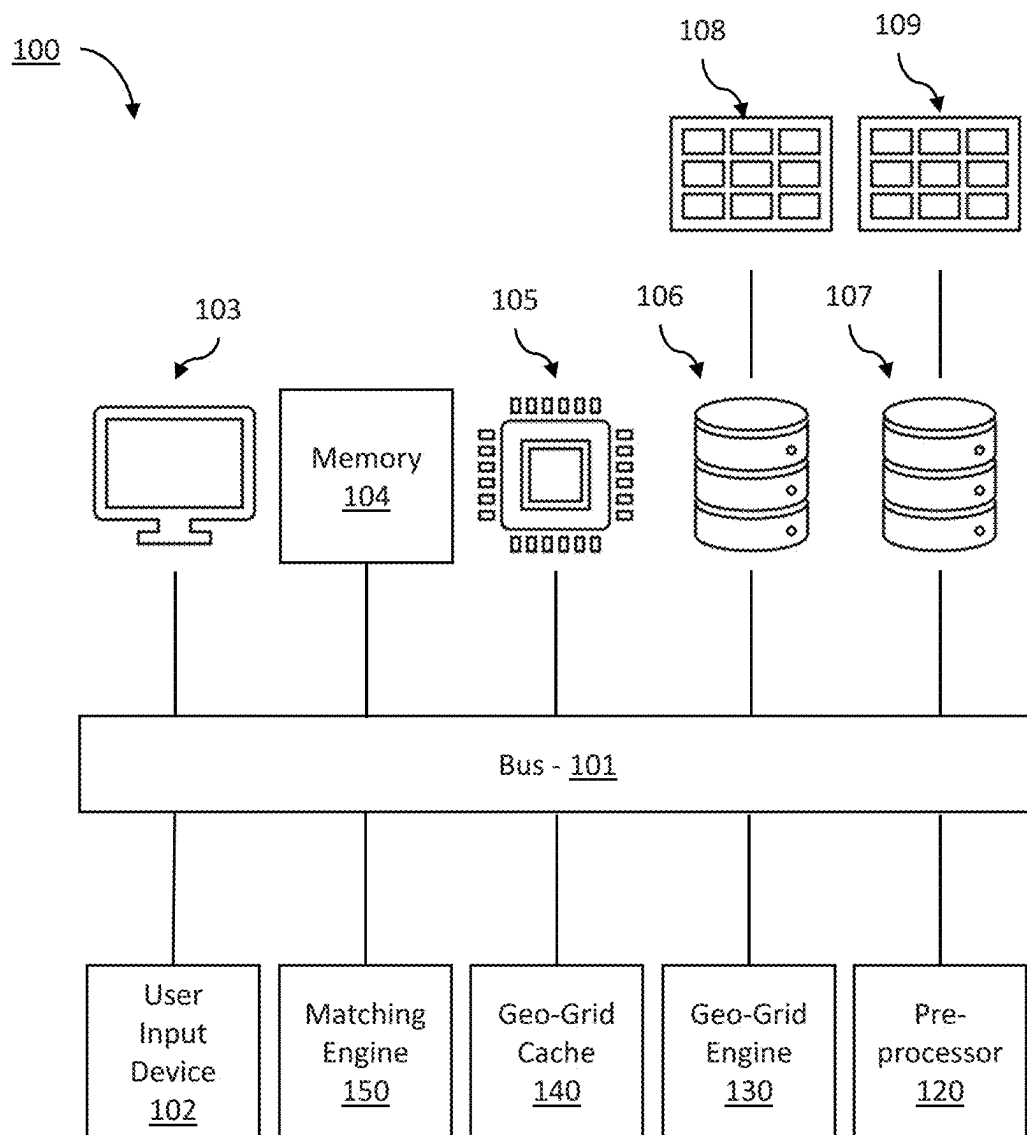 100
108
109
103
105
106
107
Memory
104
Bus - 101
User
Input
Device
102
Matching
Engine
150
Geo-Grid
Cache
140
Geo-Grid
Engine
130
Pre-
processor
120